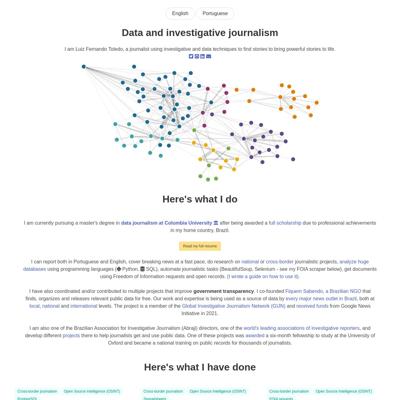 English Portuguese
Data and investigative journalism
I am Luiz Fernando Toledo, a journalist using investigative and data techniques to find stories to bring powerful stories to life.
Here's what I do
I am currently pursuing a master's degree in data journalism at Columbia University 🏛 after being awarded a full scholarship due to professional achievements
in my home country, Brazil.
Read my full resume
I can report both in Portuguese and English, cover breaking news at a fast pace, do research on national or cross-border journalistic projects, analyze huge
databases using programming languages (Python, SQL), automate journalistic tasks (BeautifulSoup, Selenium - see my FOIA scraper below), get documents
using Freedom of Information requests and open records. (I wrote a guide on how to use it).
I have also coordinated and/or contributed to multiple projects that improve government transparency. I co-founded Fiquem Sabendo, a Brazilian NGO that
finds, organizes and releases relevant public data for free. Our work and expertise is being used as a source of data by every major news outlet in Brazil, both at
local, national and international levels. The project is a member of the Global Investigative Journalism Network (GIJN) and received funds from Google News
Initiative in 2021.
I am also one of the Brazilian Association for Investigative Journalism (Abraji) directors, one of the world's leading associations of investigative reporters, and
develop different projects there to help journalists get and use public data. One of these projects was awarded a six-month fellowship to study at the University of
Oxford and became a national training on public records for thousands of journalists.
Here's what I have done
Cross-border journalism Open Source Intelligence (OSINT) Cross-border journalism Open Source Intelligence (OSINT) Cross-border journalism Open Source Intelligence (OSINT)